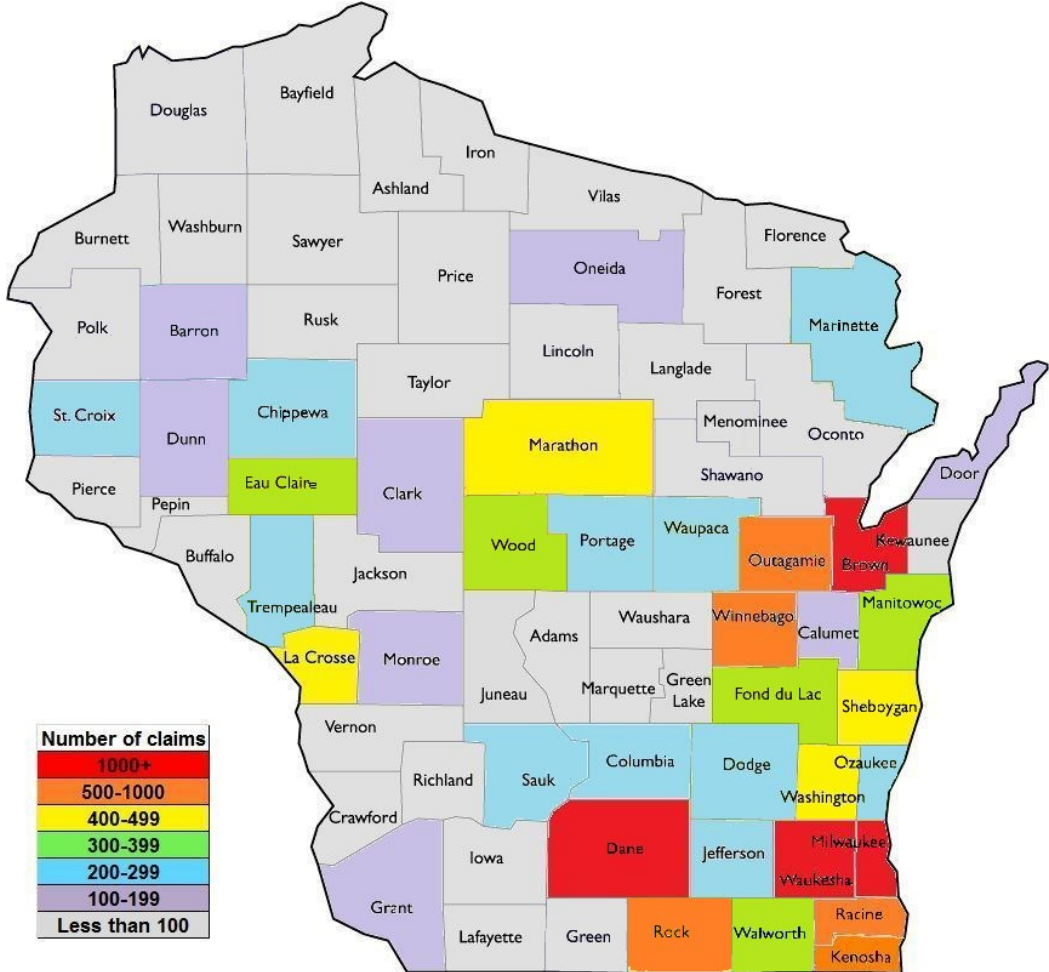 Bayfield
Douglas
Iron
Ashland
Vilas
Washburn
Burnett
Sawyer
Florence
Oneida
Price
Forest
Rusk
Polk
Barron
Marinette
Lincoln
Langlade
Taylor
St. Croix
Chippewa
Menominee
Oconto
Dunn
Marathon
Shawano
Door
Eau Claire
Pierce
Clark
Pepin
Waupaca
Portage
Wood
Kewaunee
Buffalo
Outagamie
Brown
Jackson
Manitowoc
Trempealeau
Waushara
Winnebago
Calumet
Adams
La Crosse
Monroe
Green
Lake
Marquette
Juneau
Fond du Lac
Sheboygan
Vernon
Number of claims
1000+
500-1000
400-499
300-399
200-299
100-199
Less than 100
Columbia
Dodge
Ozaukee
Richland
Sauk
Washington
Crawford
Milwaukee
Dane
Jefferson
Iowa
Waukesha
Grant
Racine
Rock
Walworth
Lafayette
Green
Kenosha